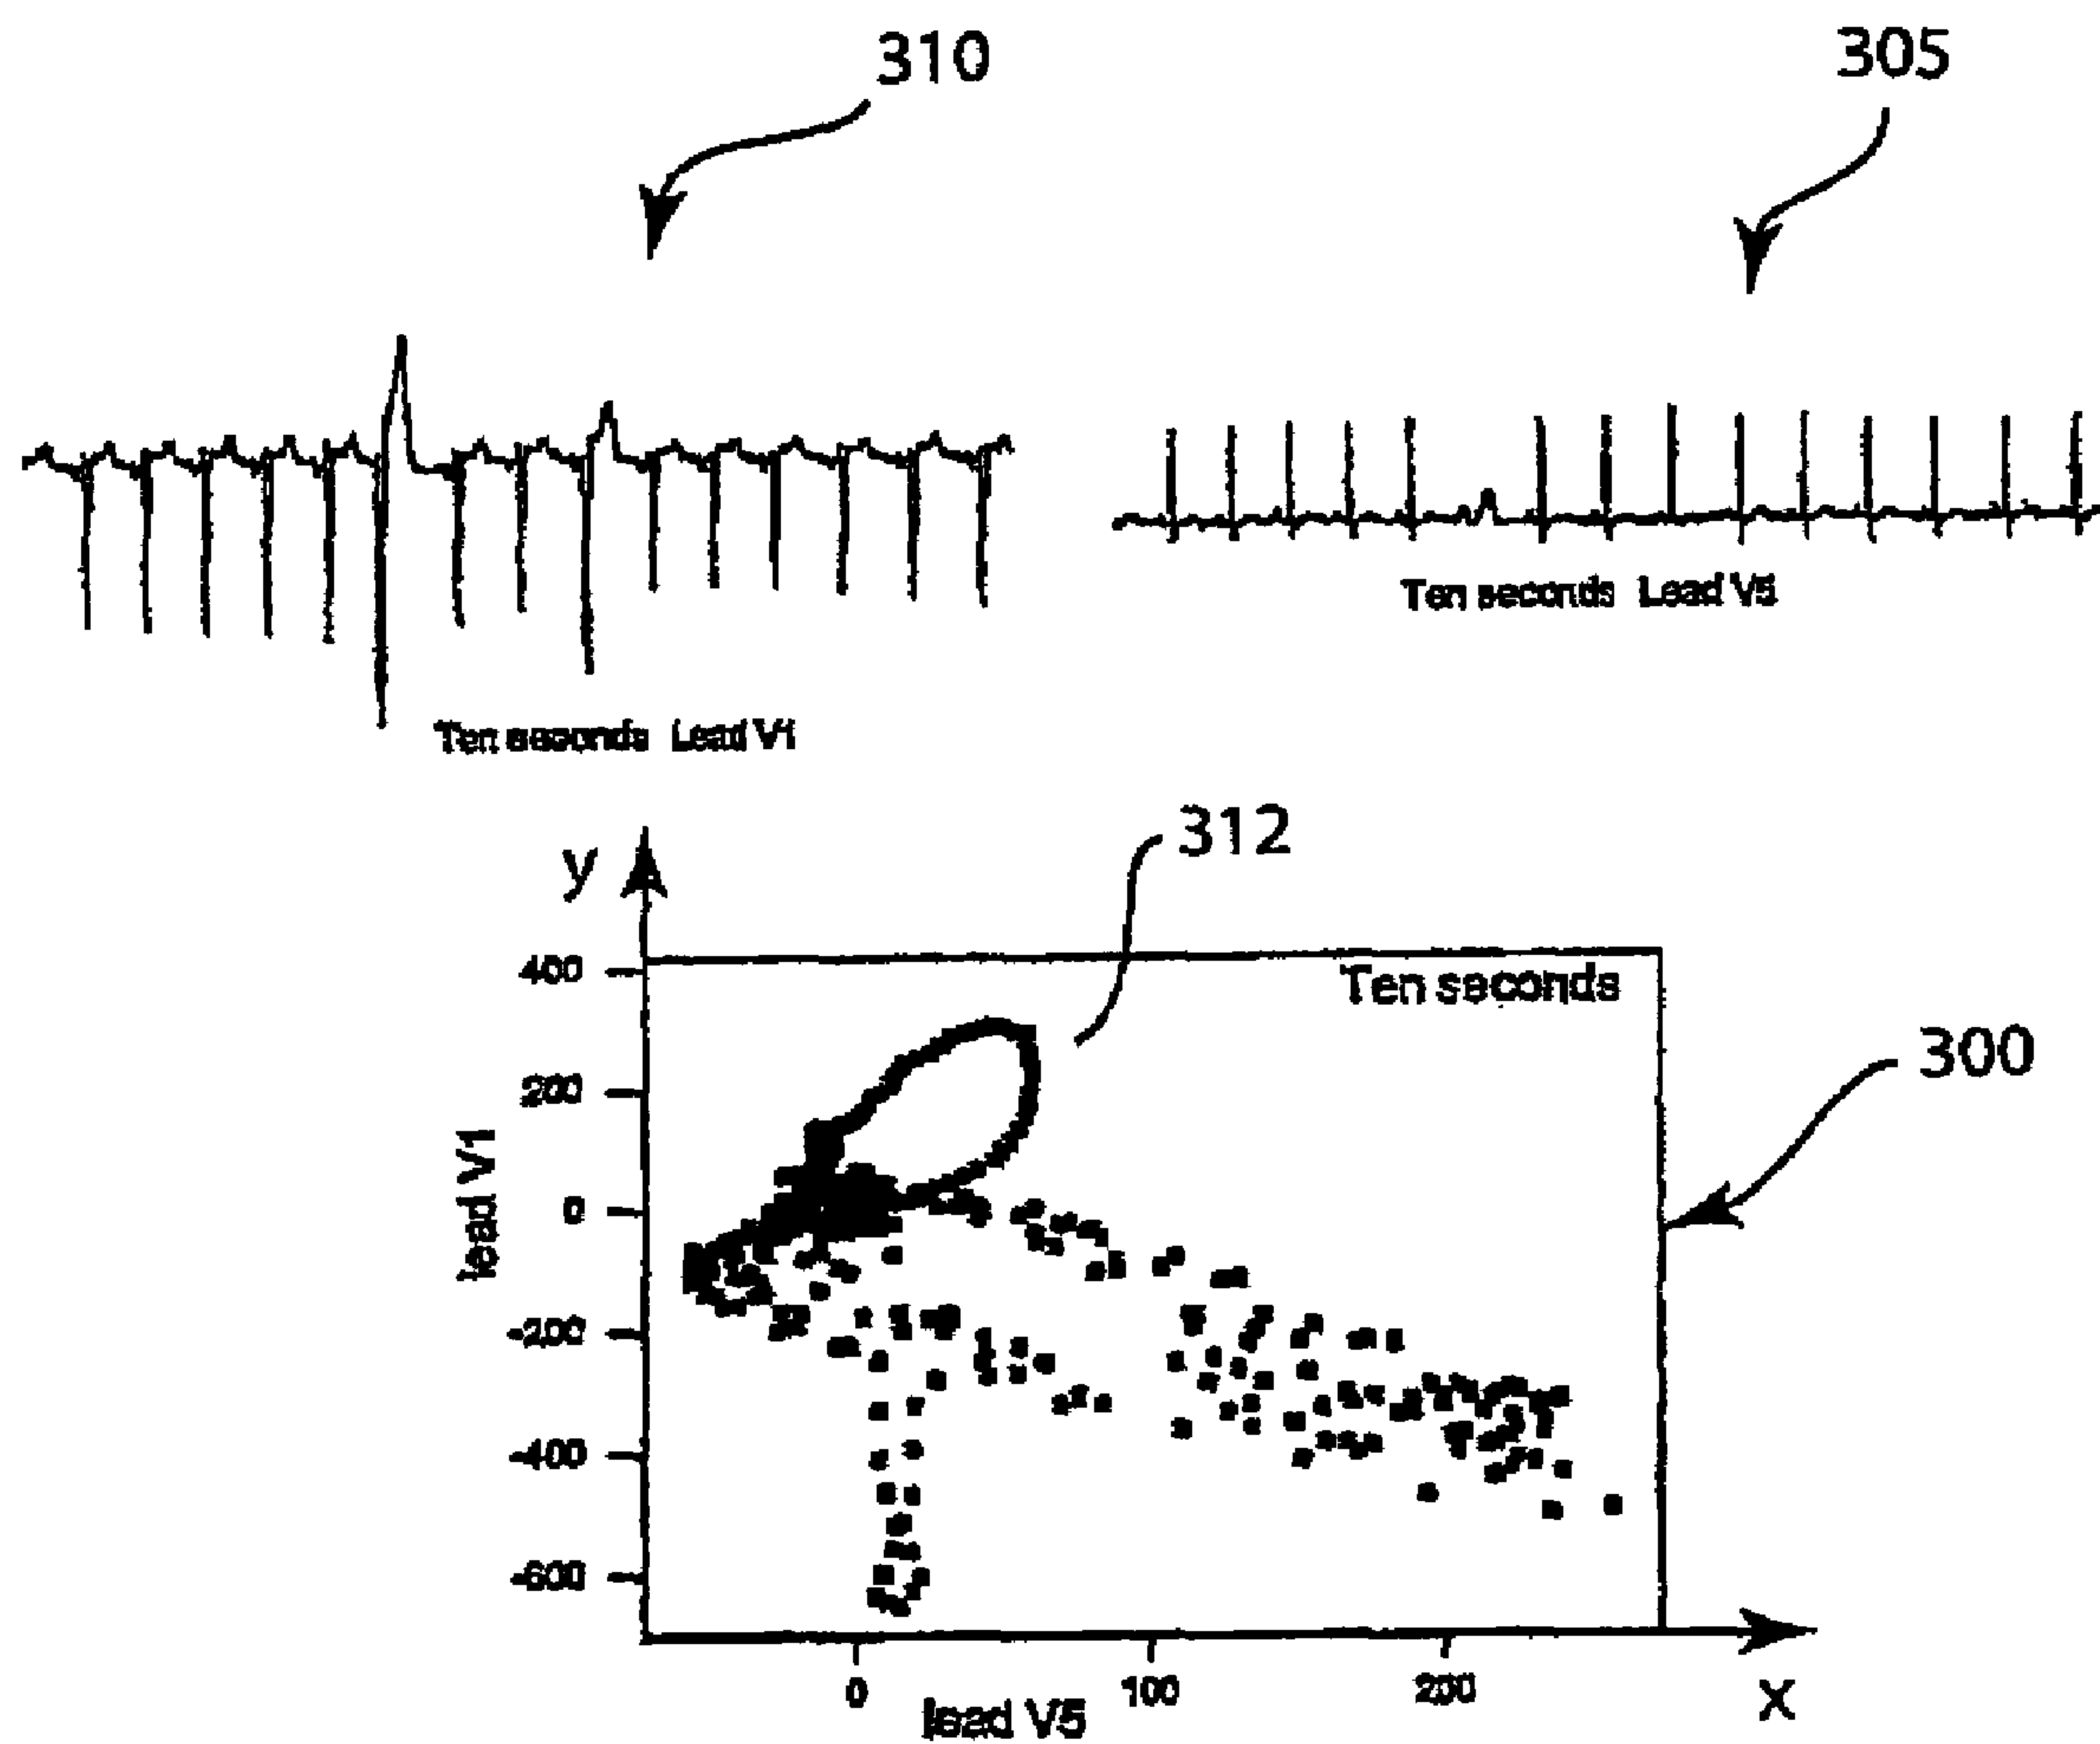 310
305
Ten seconds Lead V5
Ten seconds Lead V1
312
y
400
Ten seconds
300
200
lead V1
0
-200
-400
-600
0
100
200
lead V5
x